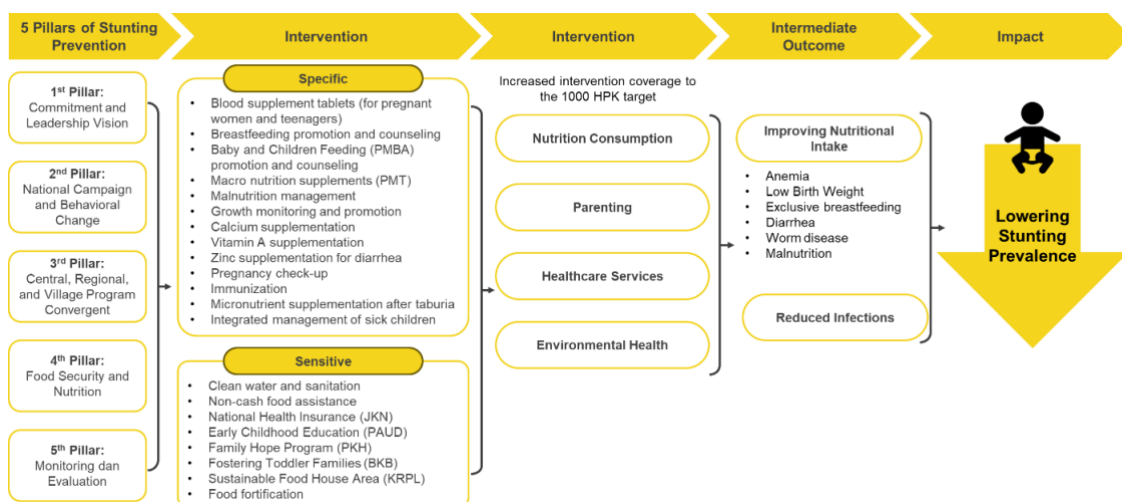 5 Pillars of Stunting
Prevention
Intervention
Intervention
Intermediate
Outcome
Impact
1st Pillar:
Commitment and
Leadership Vision
2nd Pillar:
National Campaign
and Behavioral
Change
3rd Pillar:
Central, Regional,
and Village Program
Convergent
4th Pillar:
Food Security and
Nutrition
5th Pillar:
Monitoring dan
Evaluation
Specific
• Blood supplement tablets (for pregnant
women and teenagers)
• Breastfeeding promotion and counseling
• Baby and Children Feeding (PMBA)
promotion and counseling
• Macro nutrition supplements (PMT)
• Malnutrition management
• Growth monitoring and promotion
• Calcium supplementation
• Vitamin A supplementation
• Zinc supplementation for diarrhea
• Pregnancy check-up
• Immunization
• Micronutrient supplementation after taburia
• Integrated management of sick children
Sensitive
• Clean water and sanitation
• Non-cash food assistance
• National Health Insurance (JKN)
• Early Childhood Education (PAUD)
• Family Hope Program (PKH)
• Fostering Toddler Families (BKB)
• Sustainable Food House Area (KRPL)
• Food fortification
Increased intervention coverage to
the 1000 HPK target
Nutrition Consumption
Parenting
Healthcare Services
Environmental Health
Improving Nutritional
Intake
• Anemia
• Low Birth Weight
• Exclusive breastfeeding
• Diarrhea
• Worm disease
• Malnutrition
Reduced Infections
Lowering
Stunting
Prevalence